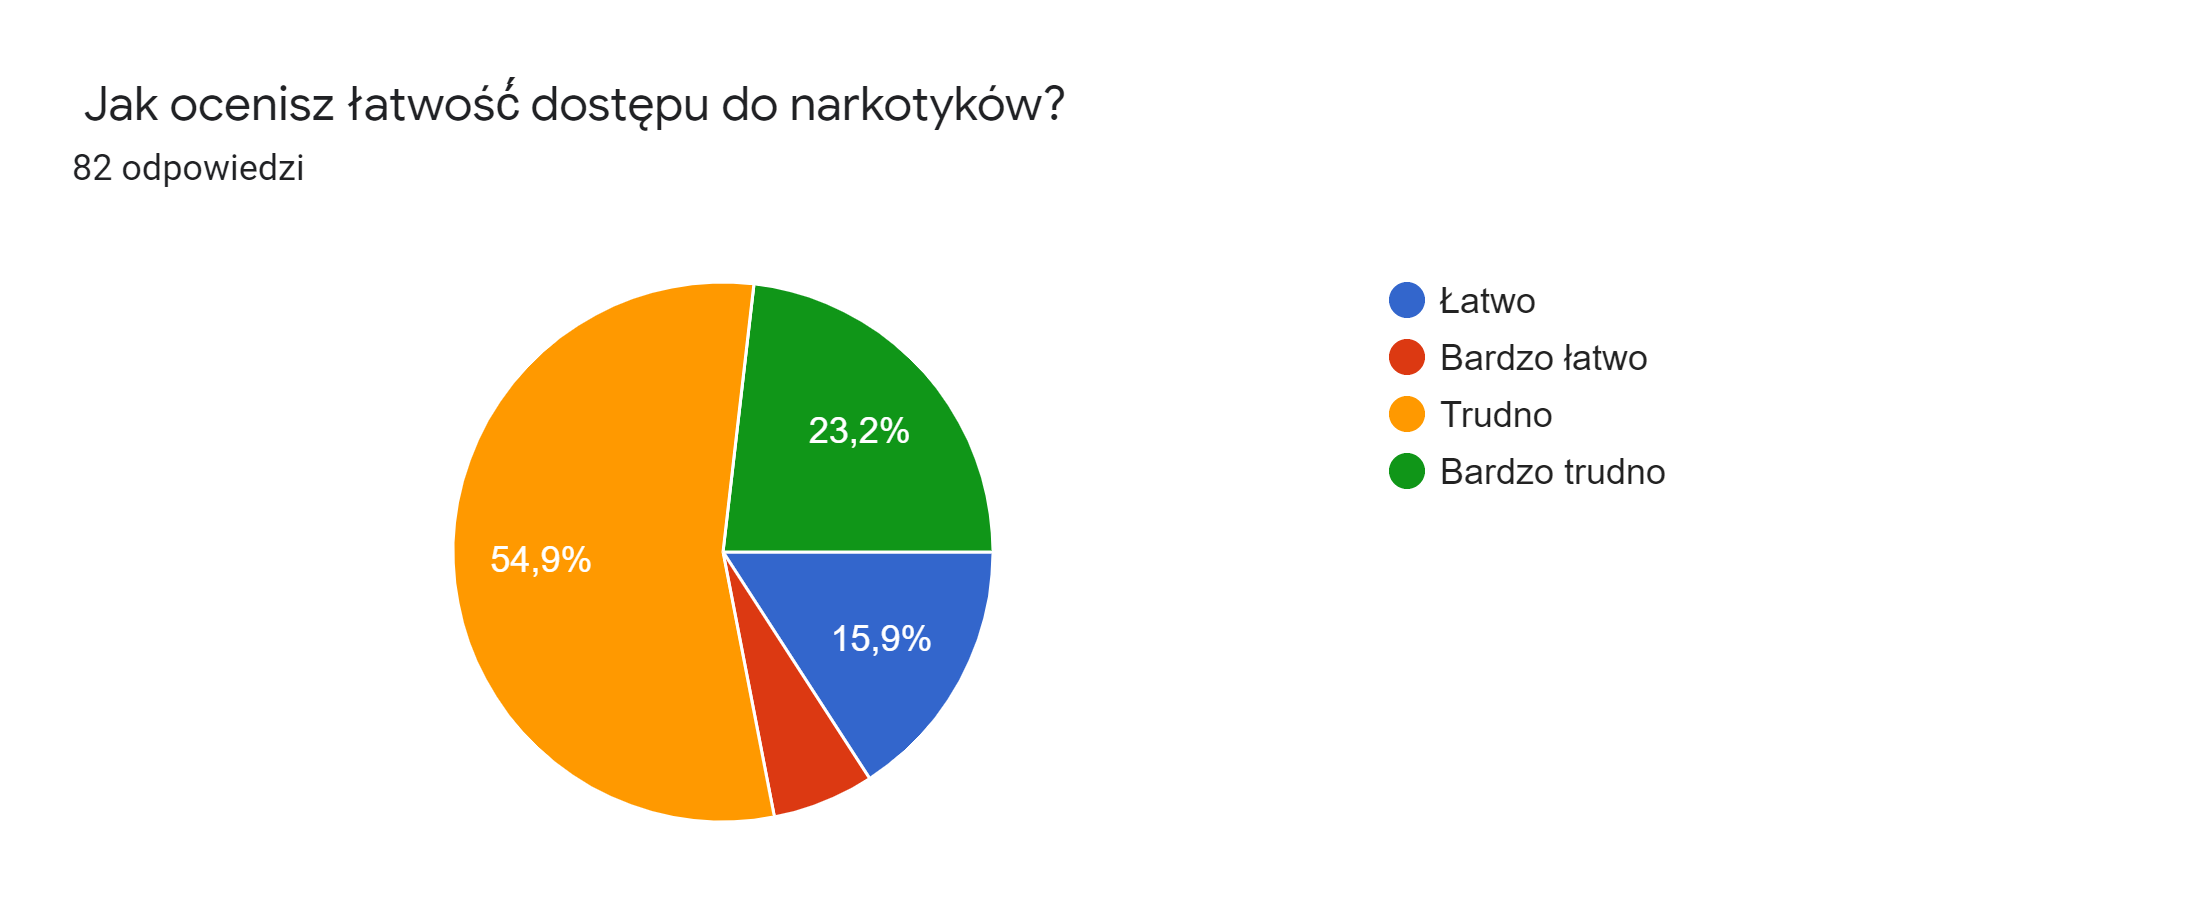 Jak ocenisz łatwość́ dostępu do narkotyków?
82 odpowiedzi
Łatwo
Bardzo łatwo
Trudno
Bardzo trudno
23,2%
54,9%
15,9%